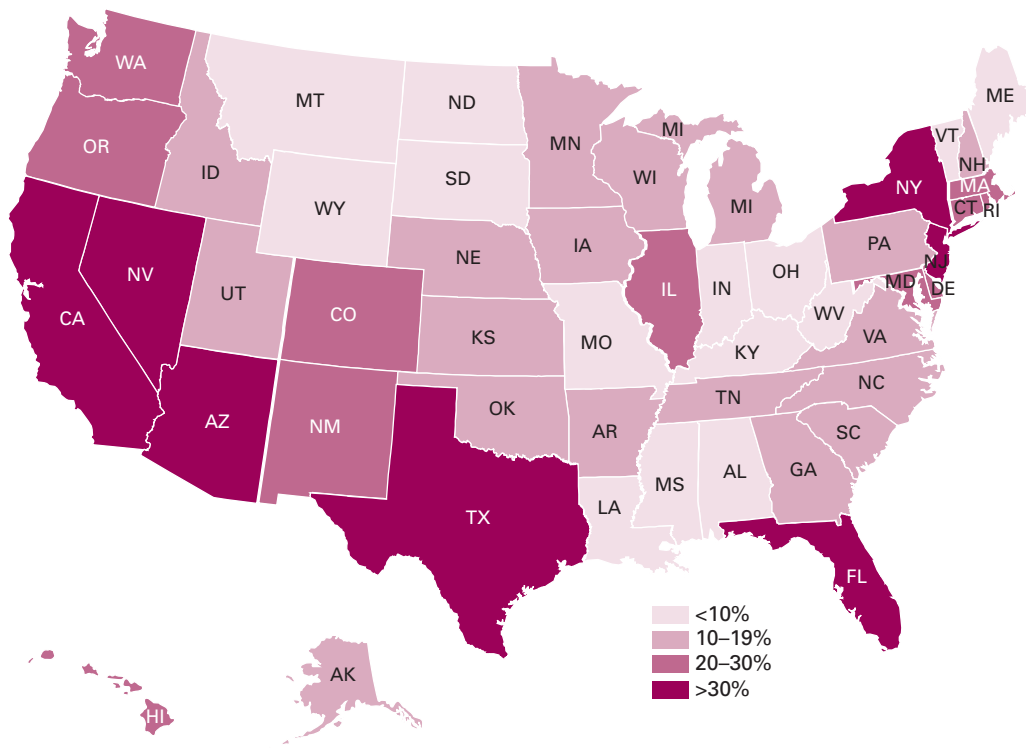 WA
MT
ND
ME
OR
MN
MI
VT
ID
SD
WI
NH
WY
MI
NY
MA
CT
RI
NV
NE
IA
PA
UT
CO
IL
IN
OH
NJ
MD
DE
CA
KS
MO
WV
KY
VA
AZ
NM
OK
AR
TN
NC
SC
GA
TX
LA
MS
AL
FL
<10%
10–19%
20–30%
>30%
AK
HI